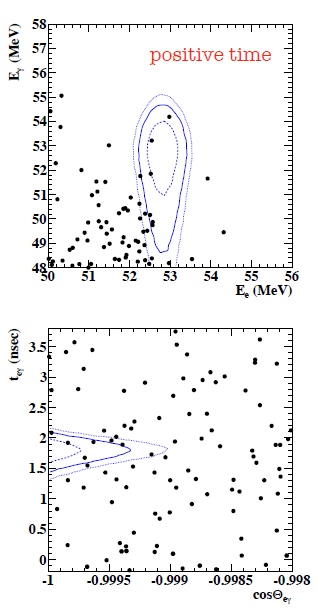 58
57
56
55
54
53
52
51
50
49
48
Eγ (MeV)
positive time
50 51 52 53 54 55 56
Ee (MeV)
3.5
3
2.5
2
1.5
1
0.5
0
teγ (nsec)
-1 -0.9995 -0.999 -0.9985 -0.998
cosΘeγ